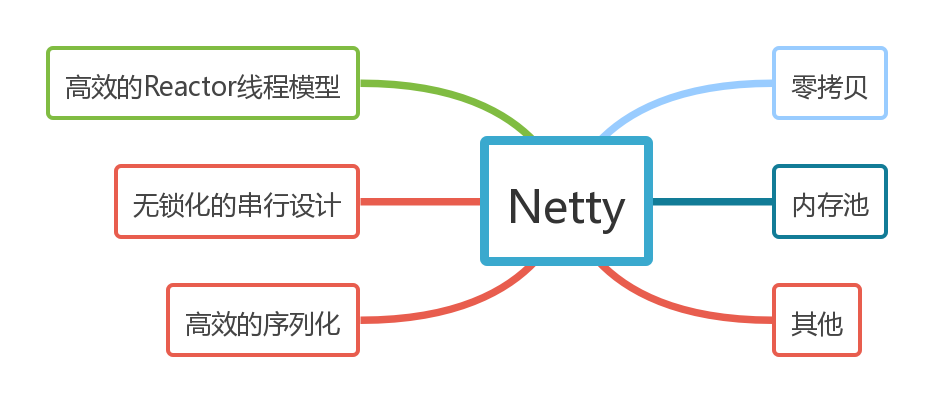 高效的Reactor线程模型
无锁化的串行设计
高效的序列化
Netty
零拷贝
内存池
其他